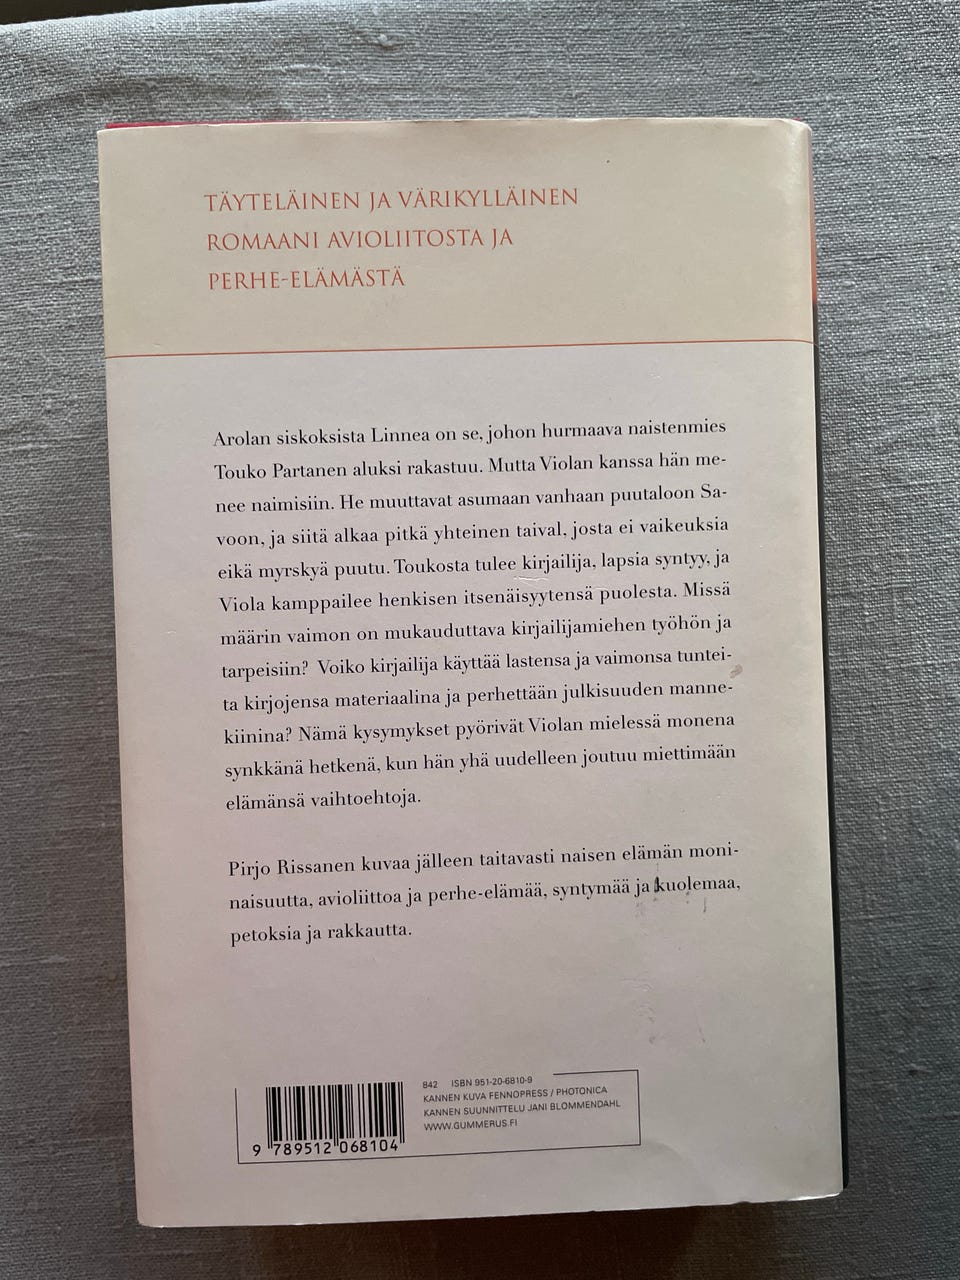 TÄYTELÄINEN JA VÄRIKYLLÄINEN
ROMAANI AVIOLIITOSTA JA
PERHE-ELÄMÄSTÄ
Arolan siskoksista Linnea on se, johon hurmaava naistenmies
Touko Partanen aluksi rakastuu. Mutta Violan kanssa hän me-
nee naimisiin. He muuttavat asumaan vanhaan puutaloon Sa-
voon, ja siitä alkaa pitkä yhteinen taival, josta ei vaikeuksia
eikä myrskyä puutu. Toukosta tulee kirjailija, lapsia syntyy, ja
Viola kamppailee henkisen itsenäisyytensä puolesta. Missä
määrin vaimon on mukauduttava kirjailijamiehen työhön ja
tarpeisiin? Voiko kirjailija käyttää lastensa ja vaimonsa tuntei-
ta kirjojensa materiaalina ja perhettään julkisuuden manne-
kiinina? Nämä kysymykset pyörivät Violan mielessä monena
synkkänä hetkenä, kun hän yhä uudelleen joutuu miettimään
elämänsä vaihtoehtoja.
Pirjo Rissanen kuvaa jälleen taitavasti naisen elämän moni-
naisuutta, avioliittoa ja perhe-elämää, syntymää ja kuolemaa,
petoksia ja rakkautta.
842 ISBN 951-20-6810-9
KANNEN KUVA FENNOPRESS / PHOTONICA
KANNEN SUUNNITTELU JANI BLOMMENDAHL
WWW.GUMMERUS.FI
9 789512 068104